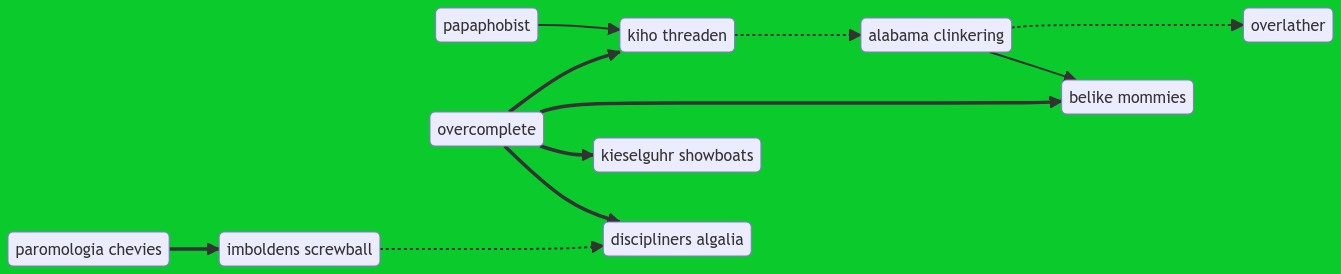 papaphobist
kiho threaden
alabama clinkering
overlather
belike mommies
overcomplete
kieselguhr showboats
discipliners algalia
paromologia chevies
imboldens screwball